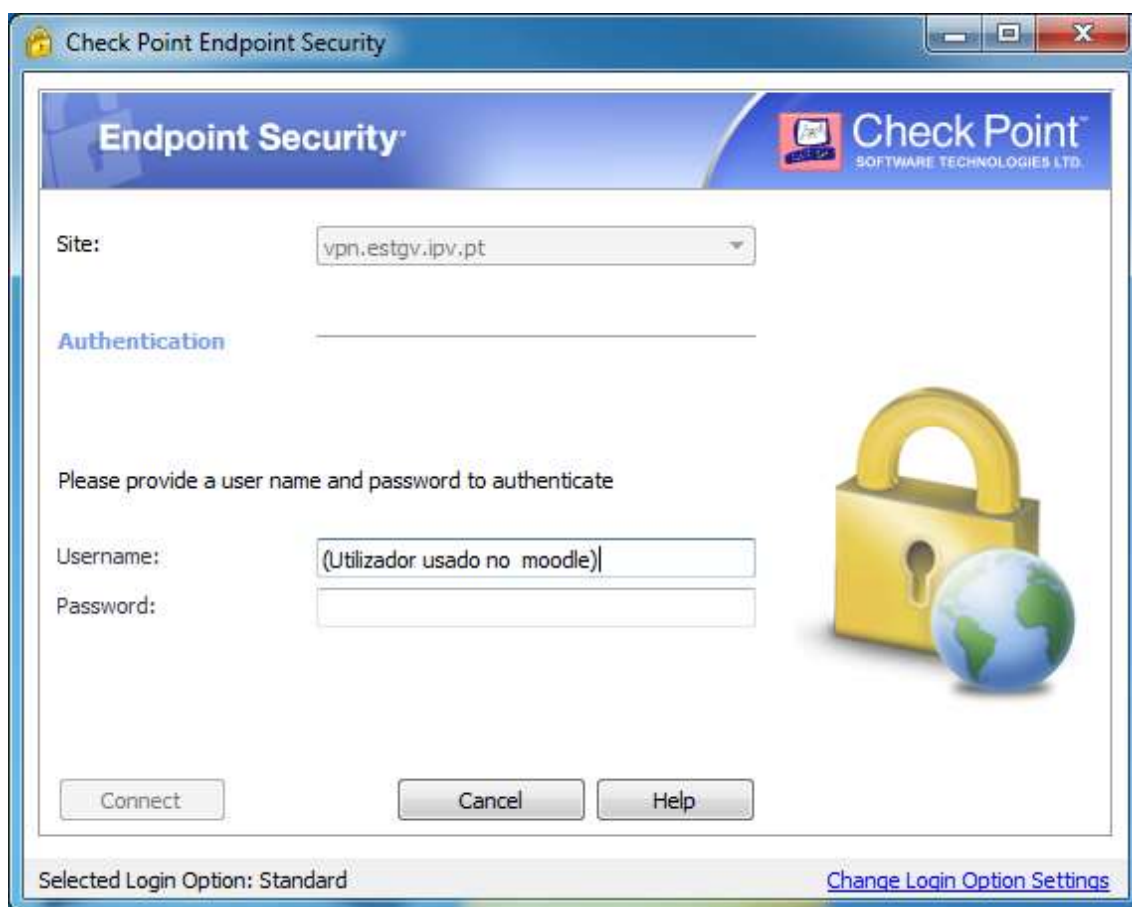 Check Point Endpoint Security
Endpoint Security
Check Point™
SOFTWARE TECHNOLOGIES LTD.
Site:
vpn.estgv.ipv.pt
Authentication
Please provide a user name and password to authenticate
Username:
(Utilizador usado no  moodle)
Password:
Connect
Cancel
Help
Selected Login Option: Standard
Change Login Option Settings